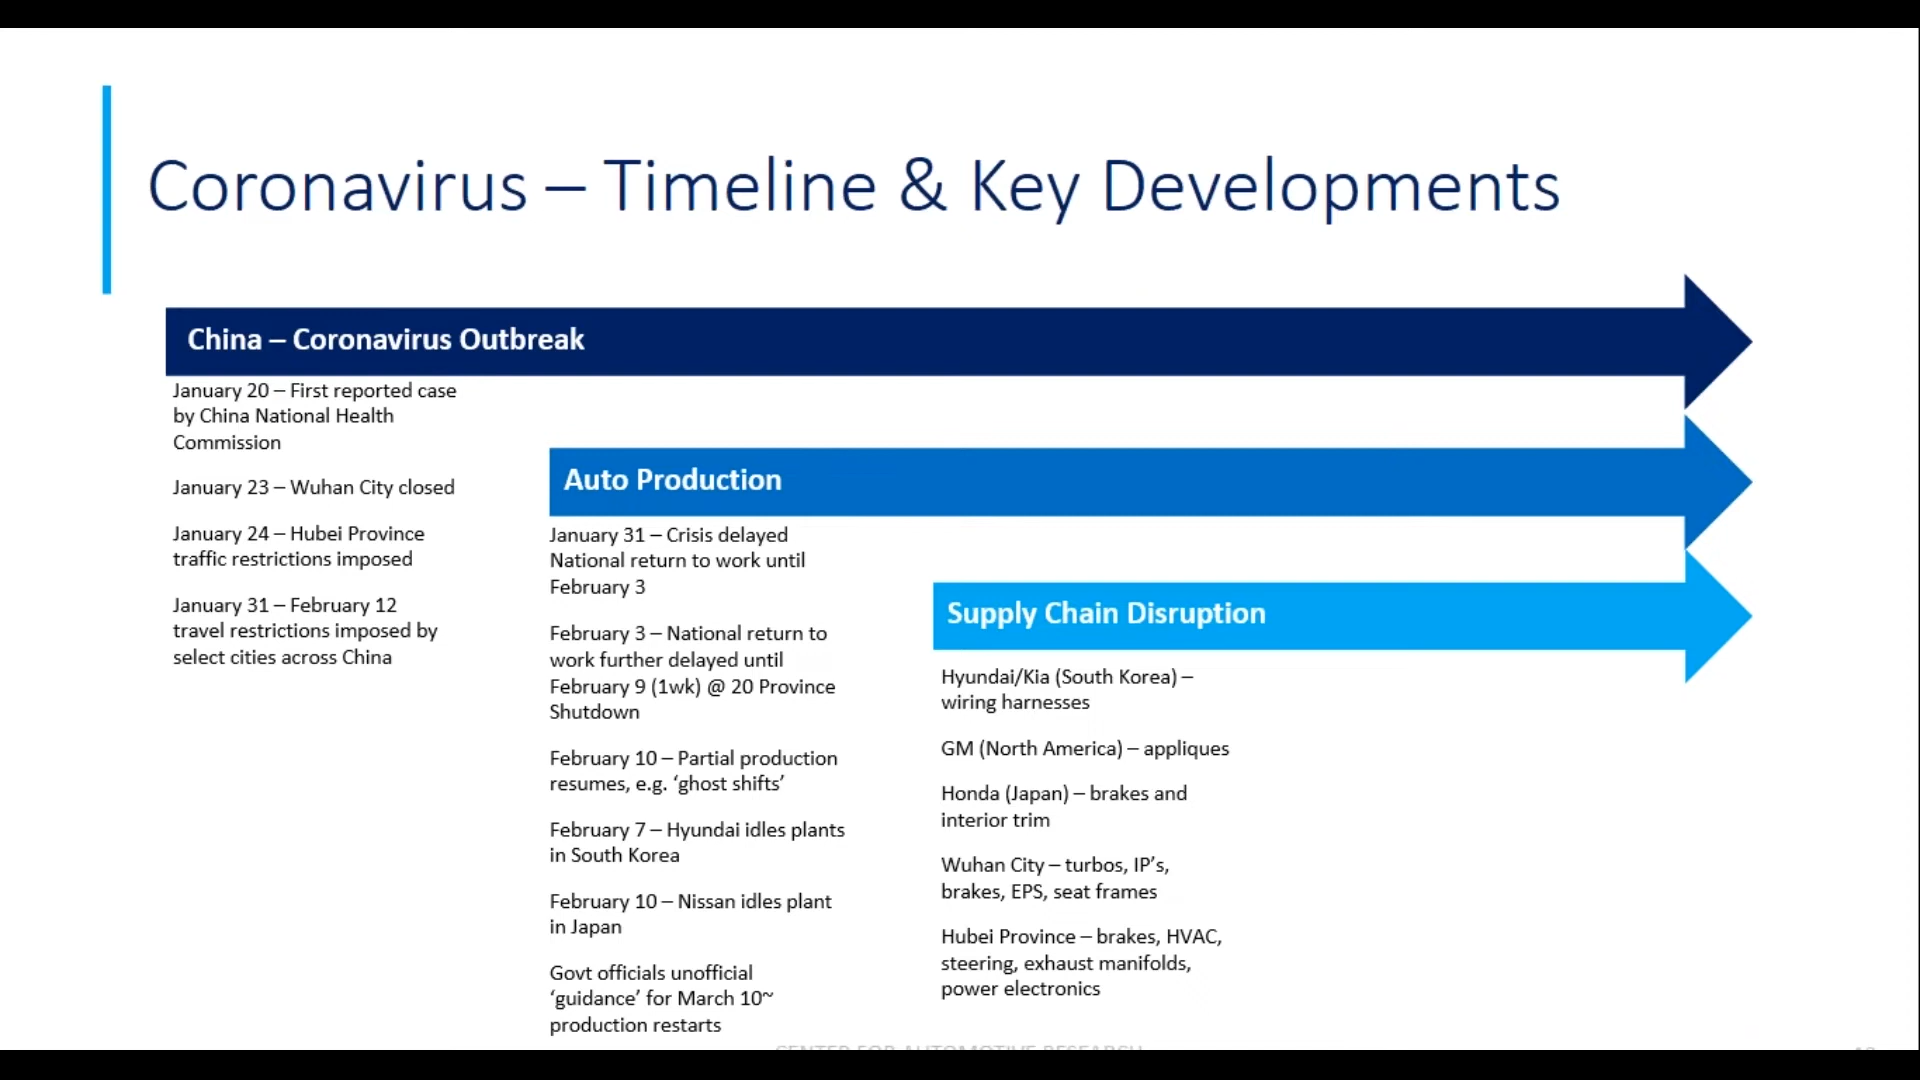 Coronavirus – Timeline & Key Developments
China – Coronavirus Outbreak
January 20 – First reported case
by China National Health
Commission
January 23 – Wuhan City closed
January 24 – Hubei Province
traffic restrictions imposed
January 31 – February 12
travel restrictions imposed by
select cities across China
Auto Production
January 31 – Crisis delayed
National return to work until
February 3
February 3 – National return to
work further delayed until
February 9 (1wk) @ 20 Province
Shutdown
February 10 – Partial production
resumes, e.g. ‘ghost shifts’
February 7 – Hyundai idles plants
in South Korea
February 10 – Nissan idles plant
in Japan
Govt officials unofficial
‘guidance’ for March 10~
production restarts
Supply Chain Disruption
Hyundai/Kia (South Korea) –
wiring harnesses
GM (North America) – appliques
Honda (Japan) – brakes and
interior trim
Wuhan City – turbos, IP’s,
brakes, EPS, seat frames
Hubei Province – brakes, HVAC,
steering, exhaust manifolds,
power electronics
CENTER FOR AUTOMOTIVE RESEARCH